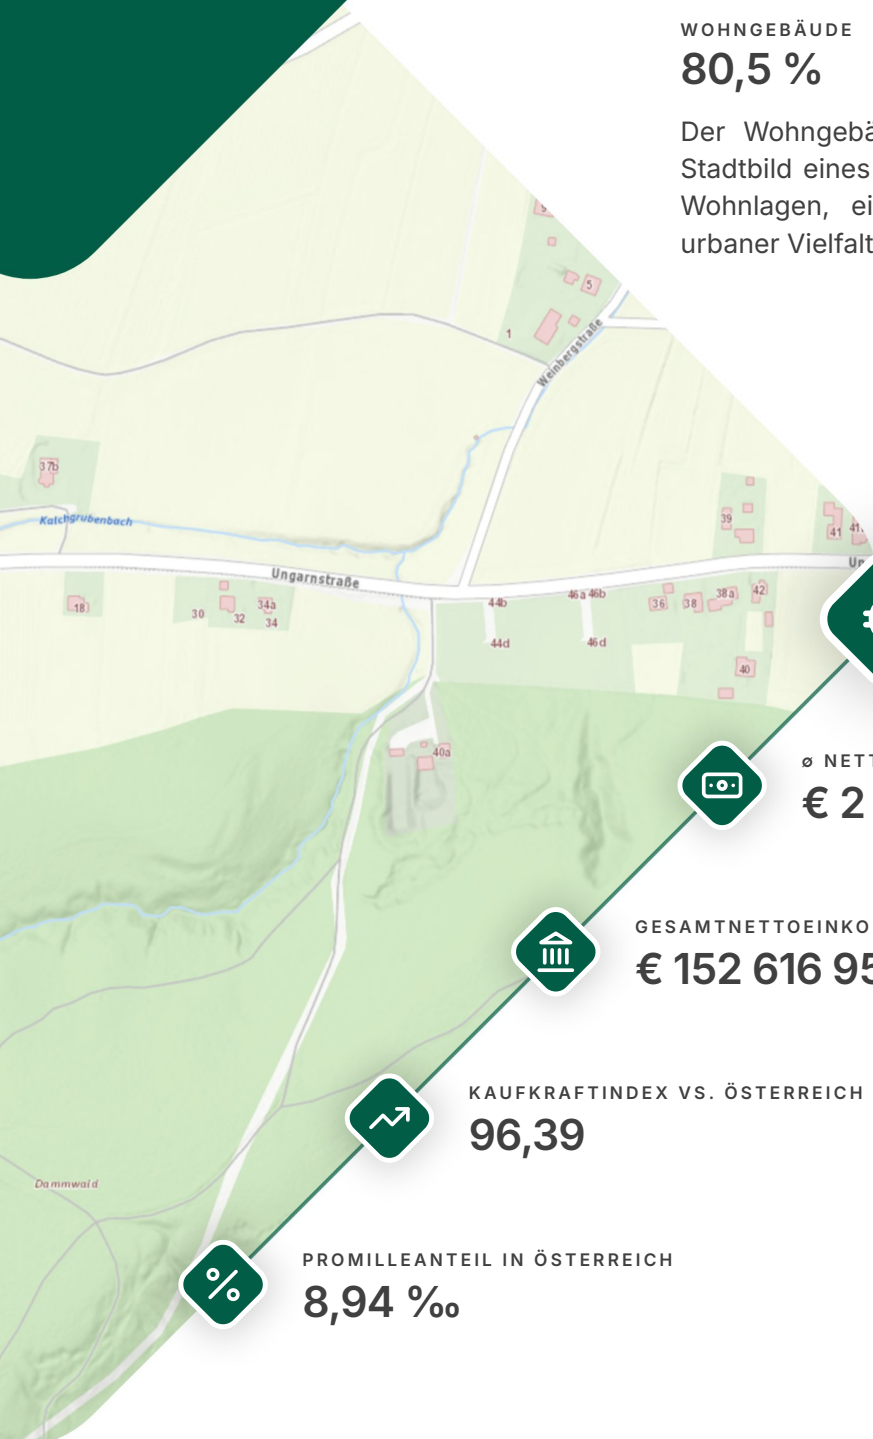 WOHNGEBÄUDE
80,5 %
Der Wohngebä
Stadtbild eines
Wohnlagen, ei
urbaner Vielfalt
5
1
Weinbergstraße
37b
Katchgrubenbach
39
41
Ungarnstraße
18
30
32
34a
34
44b
46a 46b
36
38
38a
42
44d
46d
40
40a
ø NETT
€ 2
GESAMTNETTOEINKO
€ 152 616 95
KAUFKRAFTINDEX VS. ÖSTERREICH
96,39
Dammwald
PROMILLEANTEIL IN ÖSTERREICH
8,94 ‰